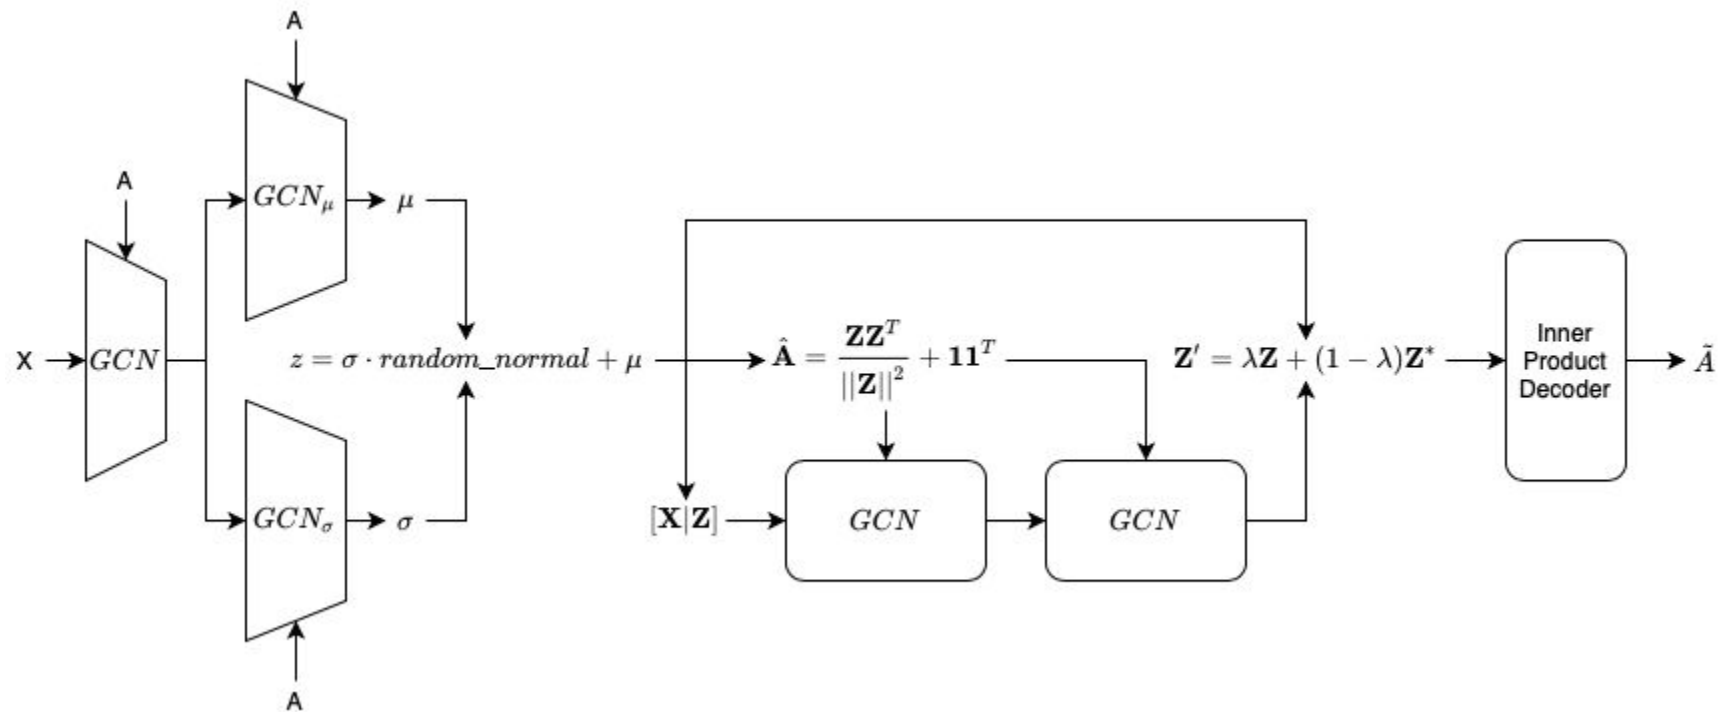 A
A
X
GCN
GCN_μ
μ
z = σ · random_normal + μ
GCN_σ
σ
A
Â = ZZ^T / ||Z||^2 + 11^T
[X|Z]
GCN
GCN
Z′ = λZ + (1 − λ)Z*
Inner
Product
Decoder
Ã